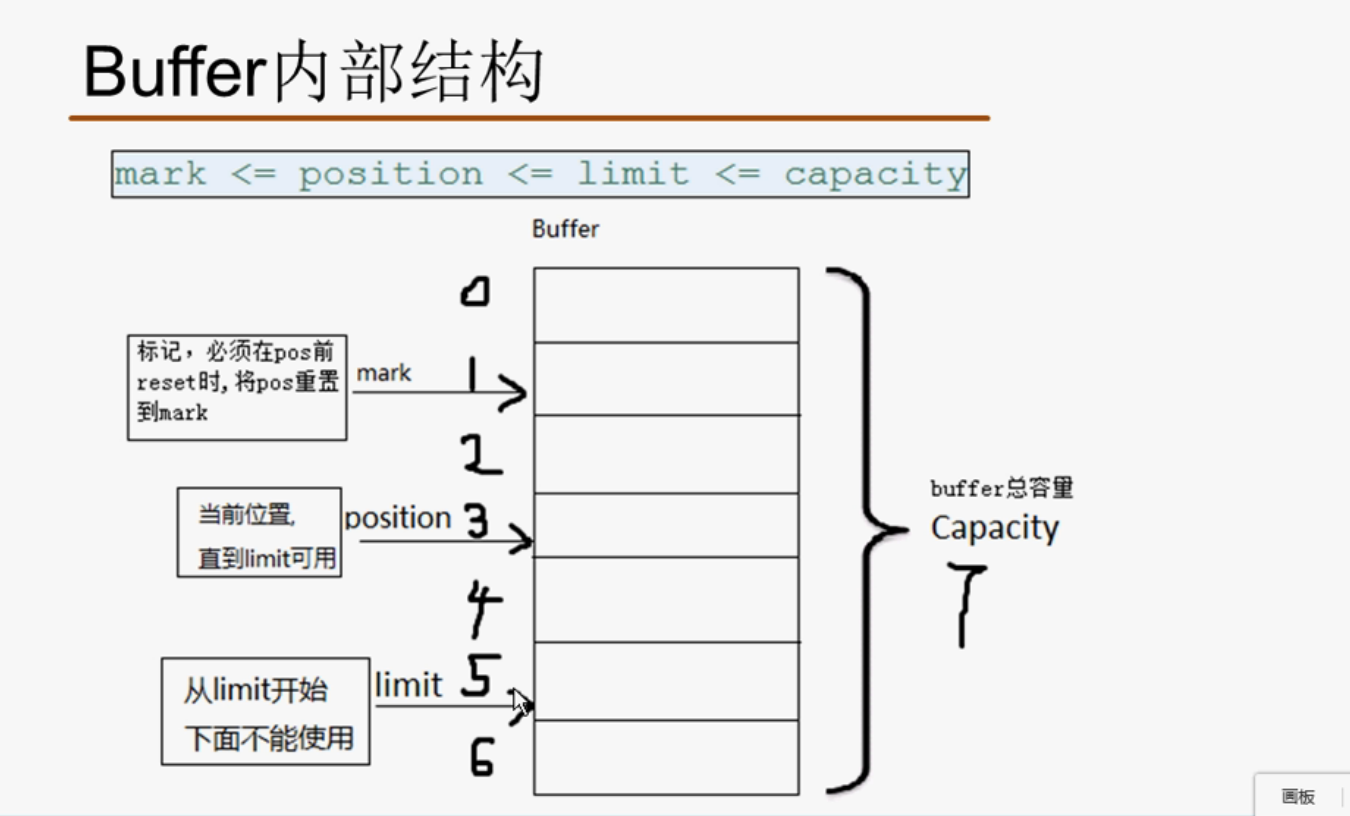 Buffer内部结构
mark <= position <= limit <= capacity
Buffer
0
标记，必须在pos前
reset时,将pos重置
到mark
mark
1
2
当前位置,
直到limit可用
position
3
buffer总容量
Capacity
7
4
从limit开始
下面不能使用
limit
5
6
画板